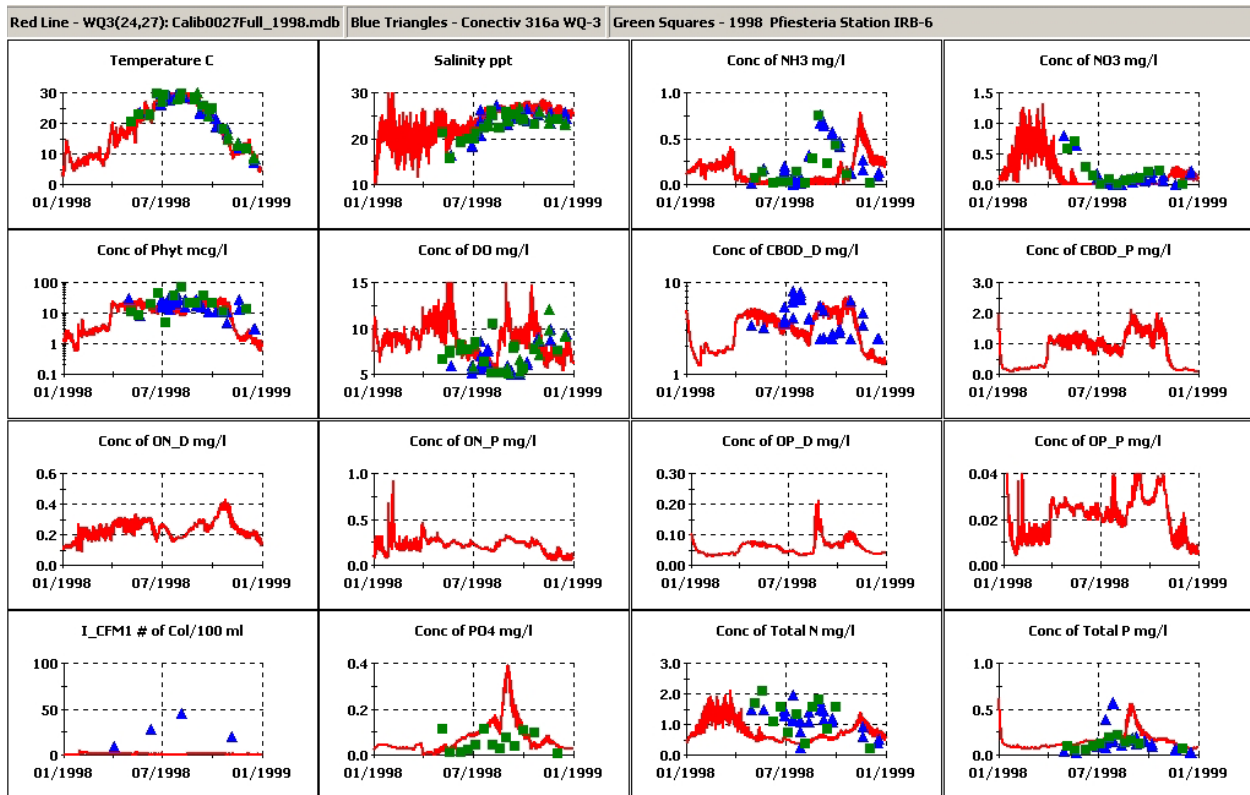 Red Line - WQ3(24,27): Calib0027Full_1998.mdb Blue Triangles - Conectiv 316a WQ-3 Green Squares - 1998 Pfiesteria Station IRB-6
Temperature C
30
20
10
0
01/1998 07/1998 01/1999
Salinity ppt
30
20
10
01/1998 07/1998 01/1999
Conc of NH3 mg/l
1.0
0.5
0.0
01/1998 07/1998 01/1999
Conc of NO3 mg/l
1.5
1.0
0.5
0.0
01/1998 07/1998 01/1999
Conc of Phyt mcg/l
100
10
1
0.1
01/1998 07/1998 01/1999
Conc of DO mg/l
15
10
5
01/1998 07/1998 01/1999
Conc of CBOD_D mg/l
10
1
01/1998 07/1998 01/1999
Conc of CBOD_P mg/l
3.0
2.0
1.0
0.0
01/1998 07/1998 01/1999
Conc of ON_D mg/l
0.6
0.4
0.2
0.0
01/1998 07/1998 01/1999
Conc of ON_P mg/l
1.0
0.5
0.0
01/1998 07/1998 01/1999
Conc of OP_D mg/l
0.30
0.20
0.10
0.00
01/1998 07/1998 01/1999
Conc of OP_P mg/l
0.04
0.02
0.00
01/1998 07/1998 01/1999
I_CFM1 # of Col/100 ml
100
50
0
01/1998 07/1998 01/1999
Conc of PO4 mg/l
0.4
0.2
0.0
01/1998 07/1998 01/1999
Conc of Total N mg/l
3.0
2.0
1.0
0.0
01/1998 07/1998 01/1999
Conc of Total P mg/l
1.0
0.5
0.0
01/1998 07/1998 01/1999